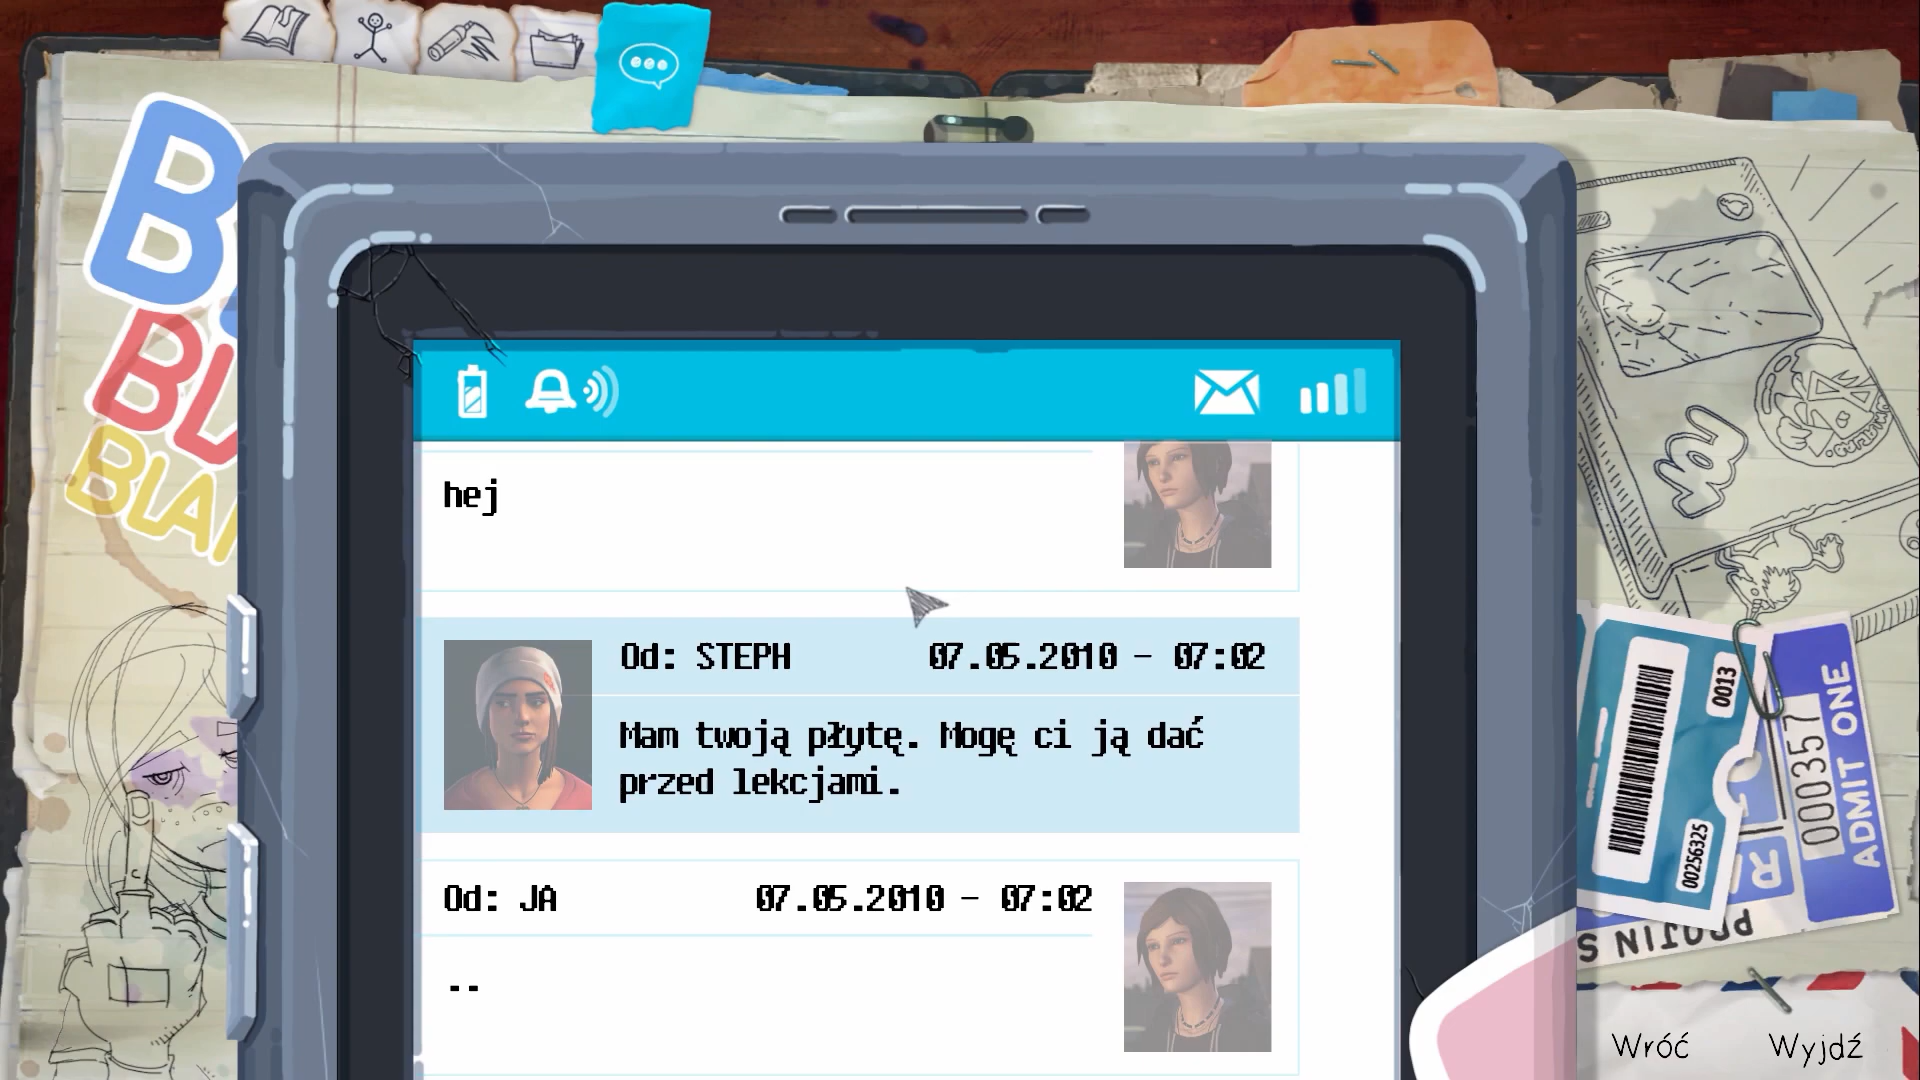 hej
Od: STEPH 07.05.2010 - 07:02
Mam twoją płytę. Mogę ci ją dać
przed lekcjami.
Od: JA 07.05.2010 - 07:02
..
0013
00256325
000357
ADMIT ONE
Wróć Wyjdź